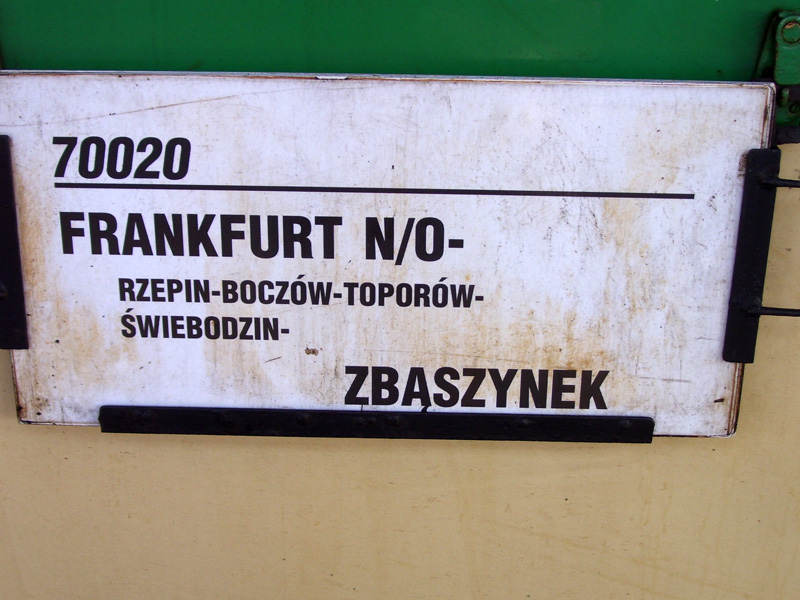 70020
FRANKFURT N/O-
RZEPIN-BOCZÓW-TOPORÓW-
ŚWIEBODZIN-
ZBĄSZYNEK